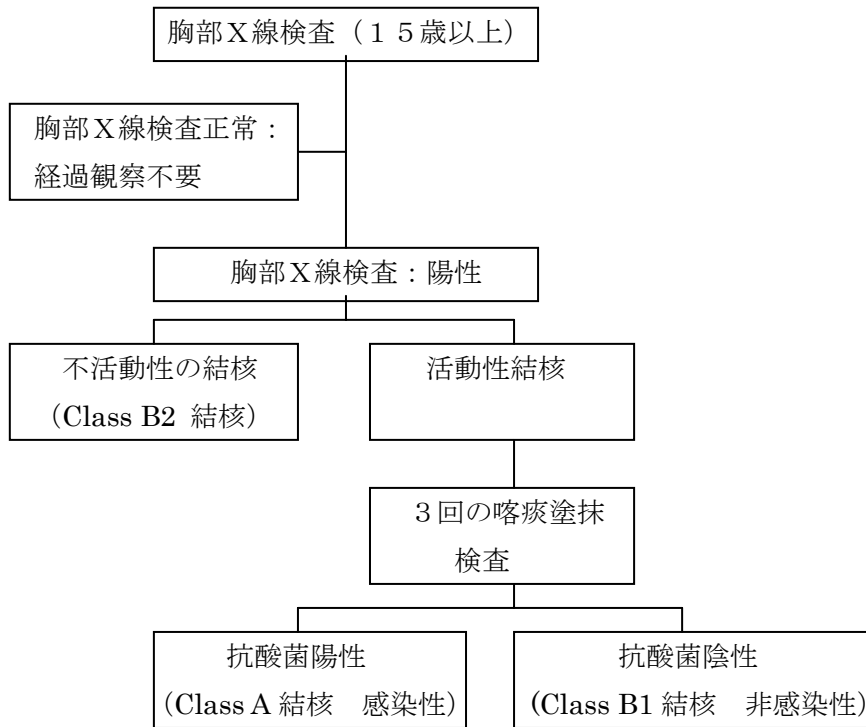 胸部Ｘ線検査（１５歳以上）
胸部Ｘ線検査正常：
経過観察不要
胸部Ｘ線検査：陽性
不活動性の結核
（Class B2 結核）
活動性結核
３回の喀痰塗抹
検査
抗酸菌陽性
(Class A 結核　感染性)
抗酸菌陰性
(Class B1 結核　非感染性)